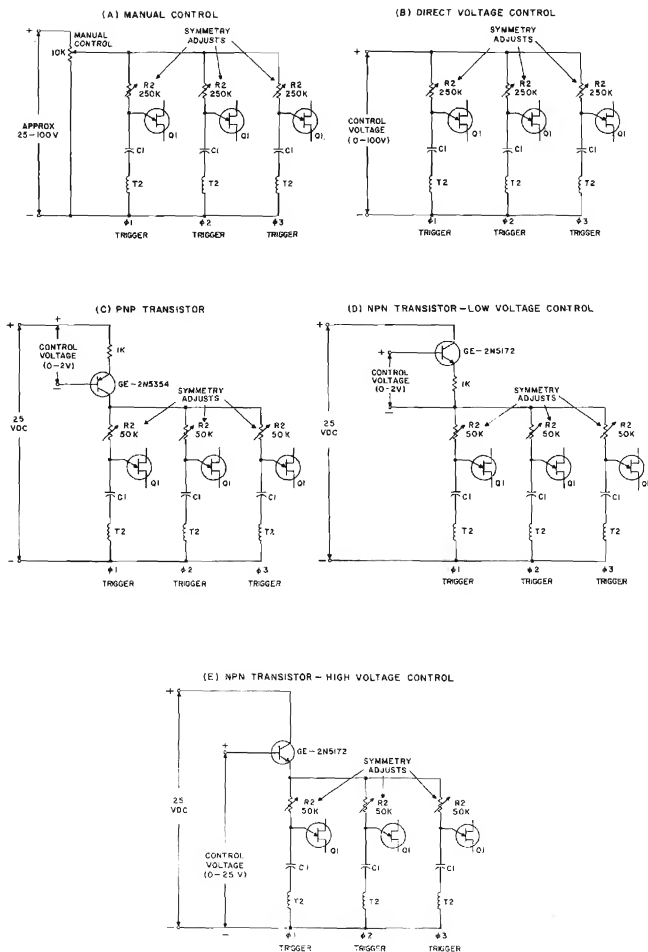 (A) MANUAL CONTROL
+
MANUAL
CONTROL
10K
SYMMETRY
ADJUSTS
R2
250K
R2
250K
R2
250K
Q1
Q1
Q1
APPROX
25-100V
C1
C1
C1
T2
T2
T2
−
φ1
TRIGGER
φ2
TRIGGER
φ3
TRIGGER
(B) DIRECT VOLTAGE CONTROL
+
SYMMETRY
ADJUSTS
R2
250K
R2
250K
R2
250K
Q1
Q1
Q1
CONTROL
VOLTAGE
(0-100V)
C1
C1
C1
T2
T2
T2
−
φ1
TRIGGER
φ2
TRIGGER
φ3
TRIGGER
(C) PNP TRANSISTOR
+
+
CONTROL
VOLTAGE
(0-2V)
−
1K
GE-2N5354
SYMMETRY
ADJUSTS
25
VDC
R2
50K
R2
50K
R2
50K
Q1
Q1
Q1
C1
C1
C1
T2
T2
T2
−
φ1
TRIGGER
φ2
TRIGGER
φ3
TRIGGER
(D) NPN TRANSISTOR-LOW VOLTAGE CONTROL
+
GE-2N5172
+
CONTROL
VOLTAGE
(0-2V)
−
1K
SYMMETRY
ADJUSTS
25
VDC
R2
50K
R2
50K
R2
50K
Q1
Q1
Q1
C1
C1
C1
T2
T2
T2
−
φ1
TRIGGER
φ2
TRIGGER
φ3
TRIGGER
(E) NPN TRANSISTOR - HIGH VOLTAGE CONTROL
+
+
GE-2N5172
SYMMETRY
ADJUSTS
25
VDC
R2
50K
R2
50K
R2
50K
Q1
Q1
Q1
CONTROL
VOLTAGE
(0-25 V)
C1
C1
C1
T2
T2
T2
−
−
φ1
TRIGGER
φ2
TRIGGER
φ3
TRIGGER